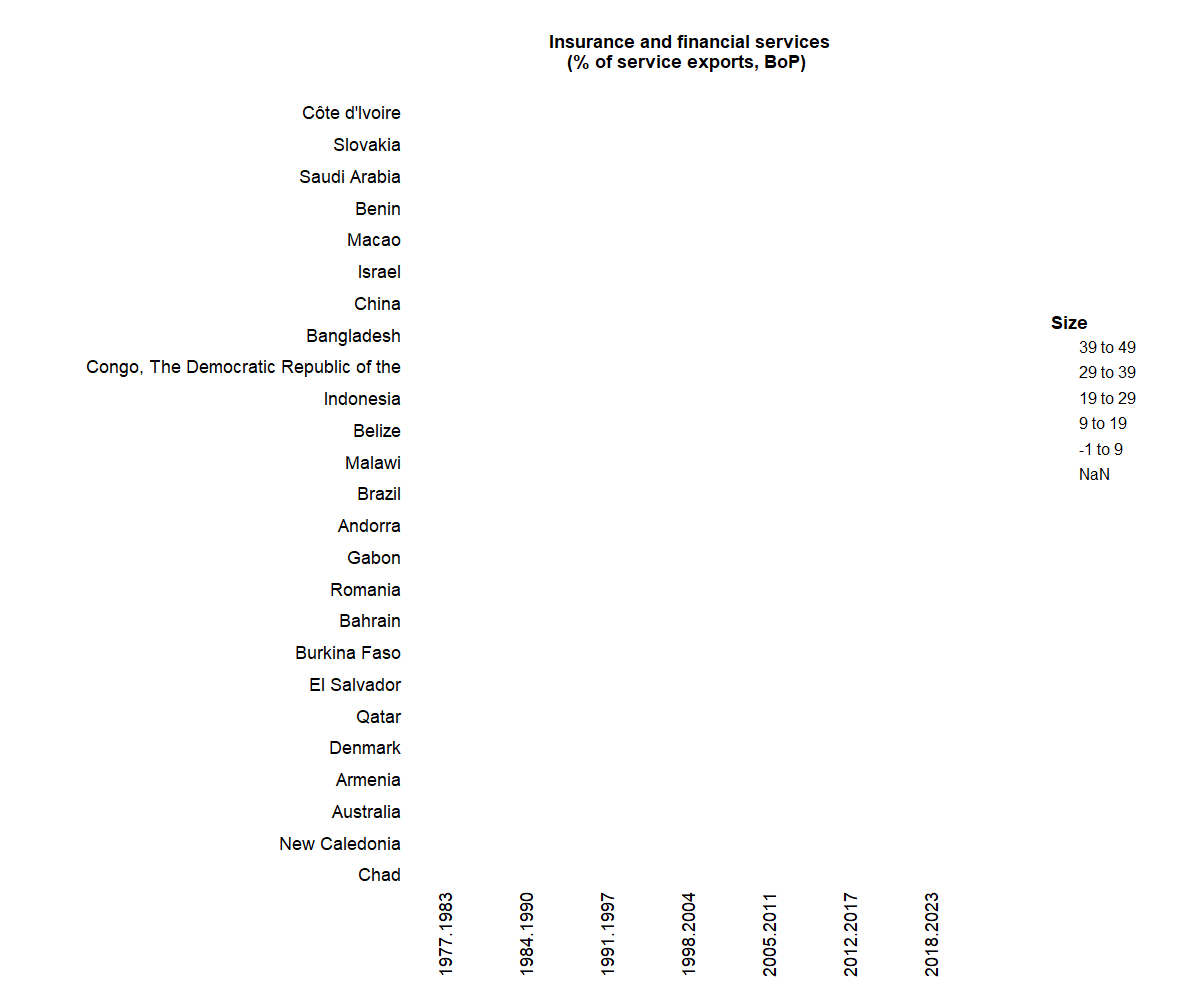 Insurance and financial services
(% of service exports, BoP)
Côte d'Ivoire
Slovakia
Saudi Arabia
Benin
Macao
Israel
China
Bangladesh
Congo, The Democratic Republic of the
Indonesia
Belize
Malawi
Brazil
Andorra
Gabon
Romania
Bahrain
Burkina Faso
El Salvador
Qatar
Denmark
Armenia
Australia
New Caledonia
Chad
1977.1983
1984.1990
1991.1997
1998.2004
2005.2011
2012.2017
2018.2023
Size
39 to 49
29 to 39
19 to 29
9 to 19
-1 to 9
NaN